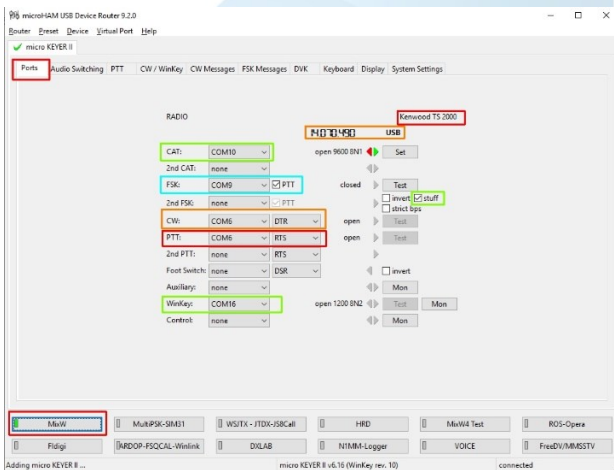 microHAM USB Device Router 9.2.0
Router Preset Device Virtual Port Help
micro KEYER II
Ports Audio Switching PTT CW / WinKey CW Messages FSK Messages DVK Keyboard Display System Settings
RADIO Kenwood TS 2000
14.070.490 USB
CAT: COM10 open 9600 8N1 Set
2nd CAT: none
FSK: COM9 PTT closed Test
2nd FSK: none PTT invert stuff
strict bps
CW: COM6 DTR open Test
PTT: COM6 RTS open Test
2nd PTT: none RTS
Foot Switch: none DSR invert
Auxiliary: none Mon
WinKey: COM16 open 1200 8N2 Test Mon
Control: none Mon
MixW MultiPSK-SIM31 WSJTX - JTDX-JS8Call HRD MixW4 Test ROS-Opera
Fldigi ARDOP-FSQCAL-Winlink DXLAB N1MM-Logger VOICE FreeDV/MMSSTV
Adding micro KEYER II ... micro KEYER II v6.16 (WinKey rev. 10) connected